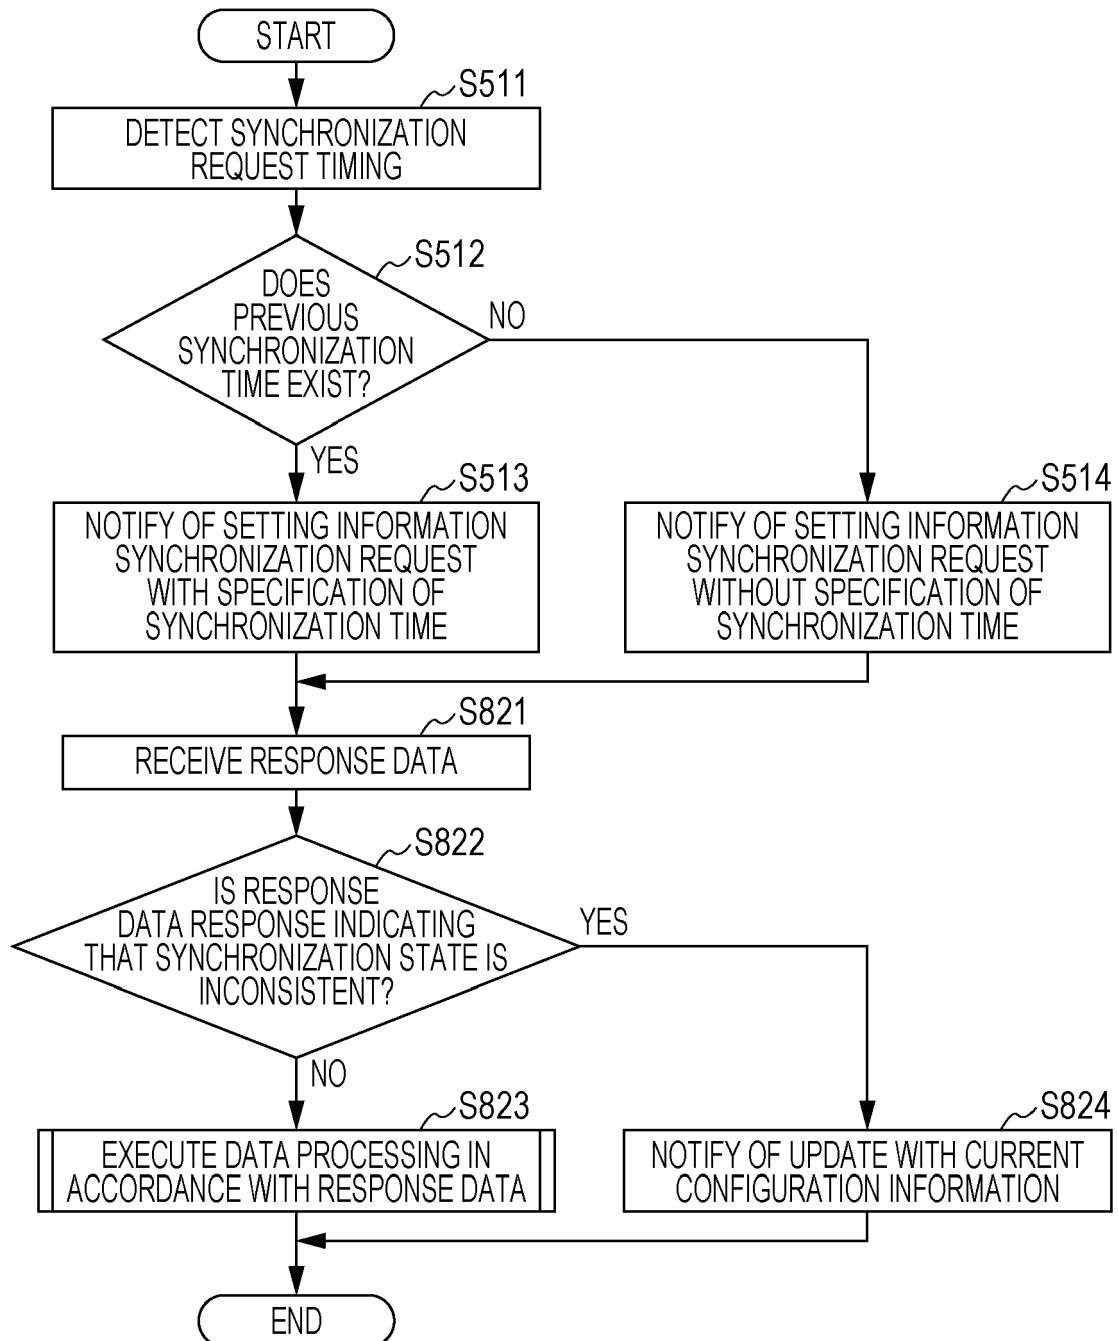 START
S511
DETECT SYNCHRONIZATION
REQUEST TIMING
S512
DOES
PREVIOUS
SYNCHRONIZATION
TIME EXIST?
NO
YES
S513
NOTIFY OF SETTING INFORMATION
SYNCHRONIZATION REQUEST
WITH SPECIFICATION OF
SYNCHRONIZATION TIME
S514
NOTIFY OF SETTING INFORMATION
SYNCHRONIZATION REQUEST
WITHOUT SPECIFICATION OF
SYNCHRONIZATION TIME
S821
RECEIVE RESPONSE DATA
S822
IS RESPONSE
DATA RESPONSE INDICATING
THAT SYNCHRONIZATION STATE IS
INCONSISTENT?
YES
NO
S823
EXECUTE DATA PROCESSING IN
ACCORDANCE WITH RESPONSE DATA
S824
NOTIFY OF UPDATE WITH CURRENT
CONFIGURATION INFORMATION
END